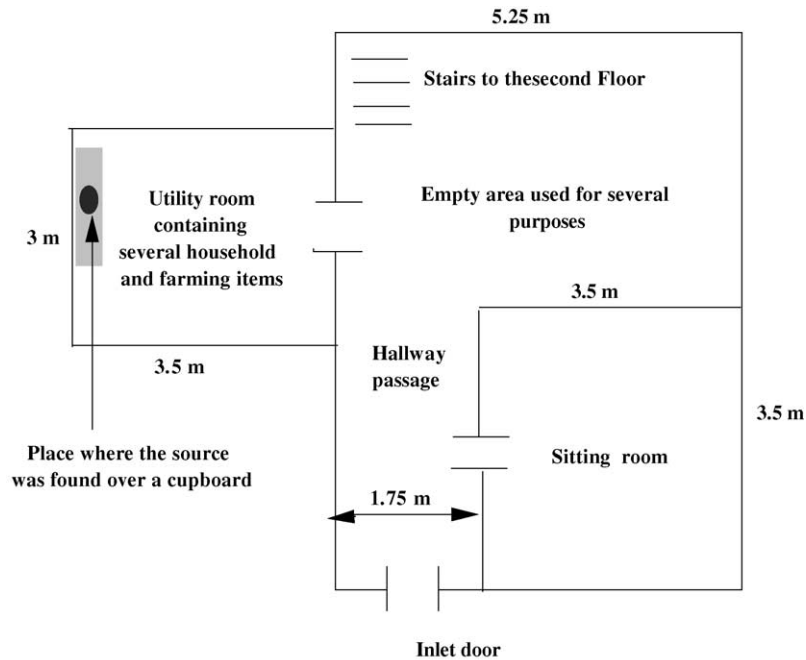 5.25 m
Stairs to thesecond Floor
Utility room
containing
several household
and farming items
Empty area used for several
purposes
3 m
3.5 m
Hallway
passage
3.5 m
3.5 m
Place where the source
was found over a cupboard
Sitting room
1.75 m
Inlet door